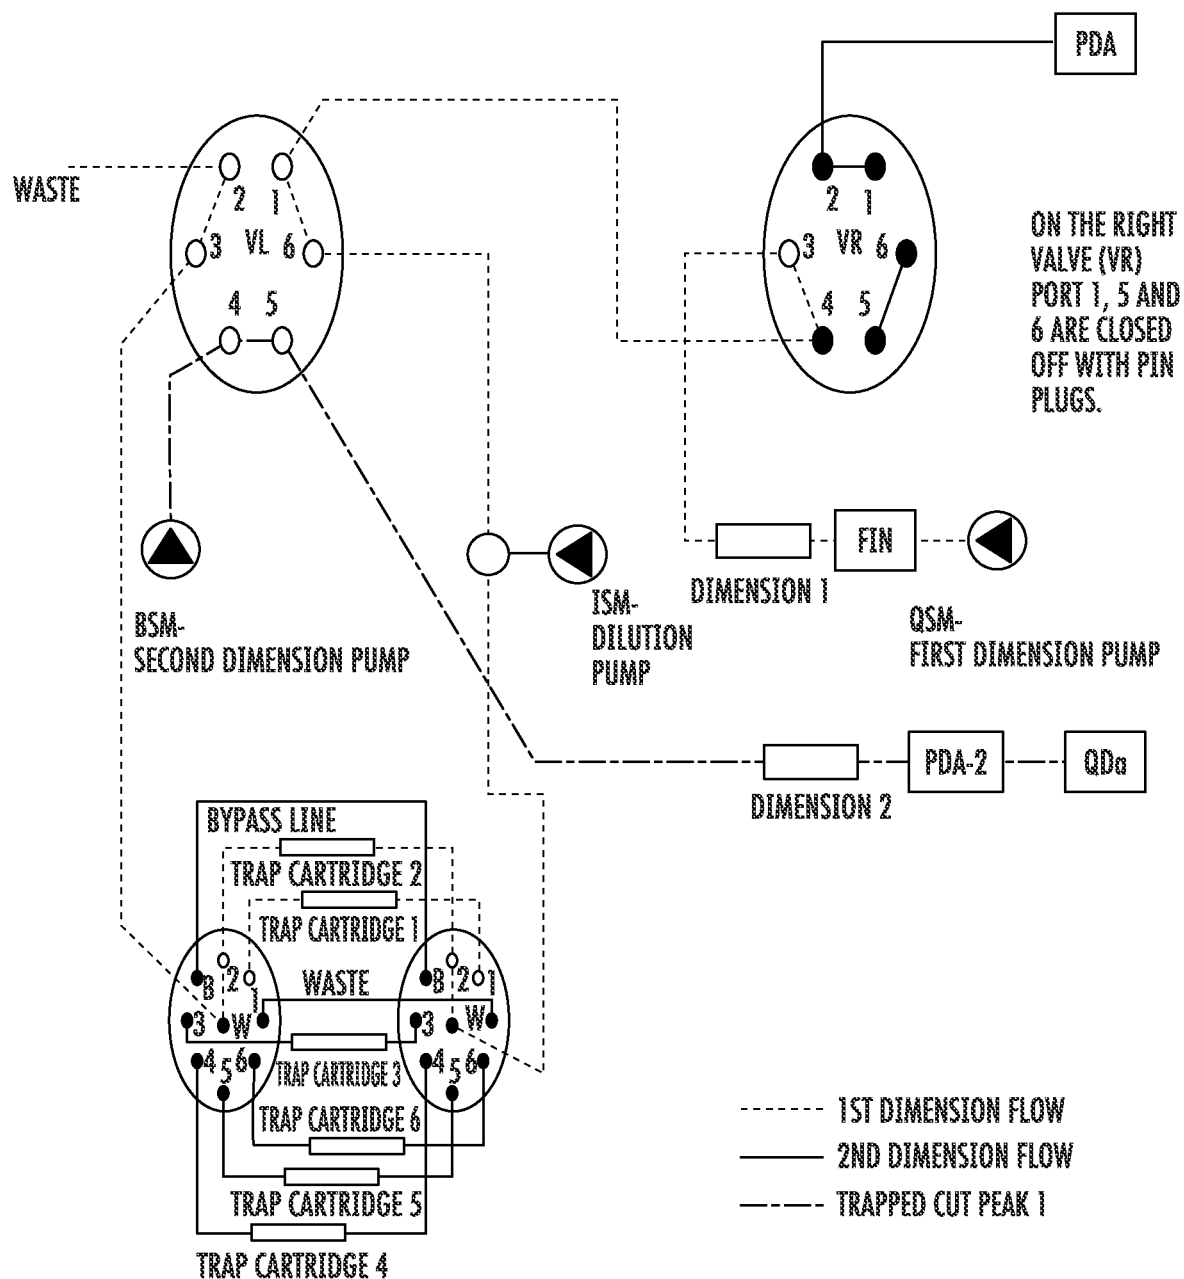 PDA
WASTE
2 1
3 VL 6
4 5
2 1
3 VR 6
4 5
ON THE RIGHT
VALVE (VR)
PORT 1, 5 AND
6 ARE CLOSED
OFF WITH PIN
PLUGS.
FIN
DIMENSION 1
BSM-
SECOND DIMENSION PUMP
ISM-
DILUTION
PUMP
QSM-
FIRST DIMENSION PUMP
PDA-2
QDa
DIMENSION 2
BYPASS LINE
TRAP CARTRIDGE 2
TRAP CARTRIDGE 1
B 2 1
WASTE
B 2 1
3 W
3 W
4 5 6
TRAP CARTRIDGE 3
4 5 6
TRAP CARTRIDGE 6
TRAP CARTRIDGE 5
TRAP CARTRIDGE 4
1ST DIMENSION FLOW
2ND DIMENSION FLOW
TRAPPED CUT PEAK 1